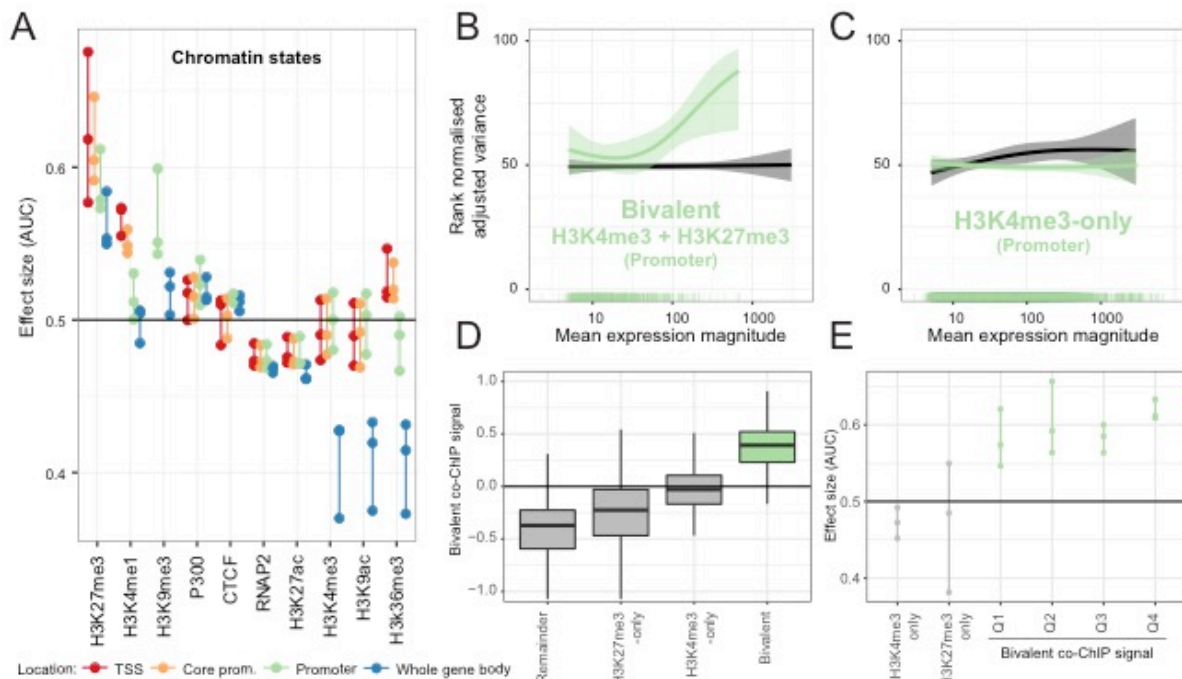 A
Chromatin states
Effect size (AUC)
0.6
0.5
0.4
H3K27me3
H3K4me1
H3K9me3
P300
CTCF
RNAP2
H3K27ac
H3K4me3
H3K9ac
H3k36me3
Location: TSS Core prom. Promoter Whole gene body
B
Rank normalised
adjusted variance
100
50
0
Bivalent
H3K4me3 + H3K27me3
(Promoter)
10 100 1000
Mean expression magnitude
C
100
50
0
H3K4me3-only
(Promoter)
10 100 1000
Mean expression magnitude
D
Bivalent co-ChIP signal
1.0
0.5
0.0
−0.5
−1.0
Remainder
H3K27me3
-only
H3K4me3
-only
Bivalent
E
Effect size (AUC)
0.6
0.5
0.4
H3K4me3
only
H3K27me3
only
Q1
Q2
Q3
Q4
Bivalent co-ChIP signal